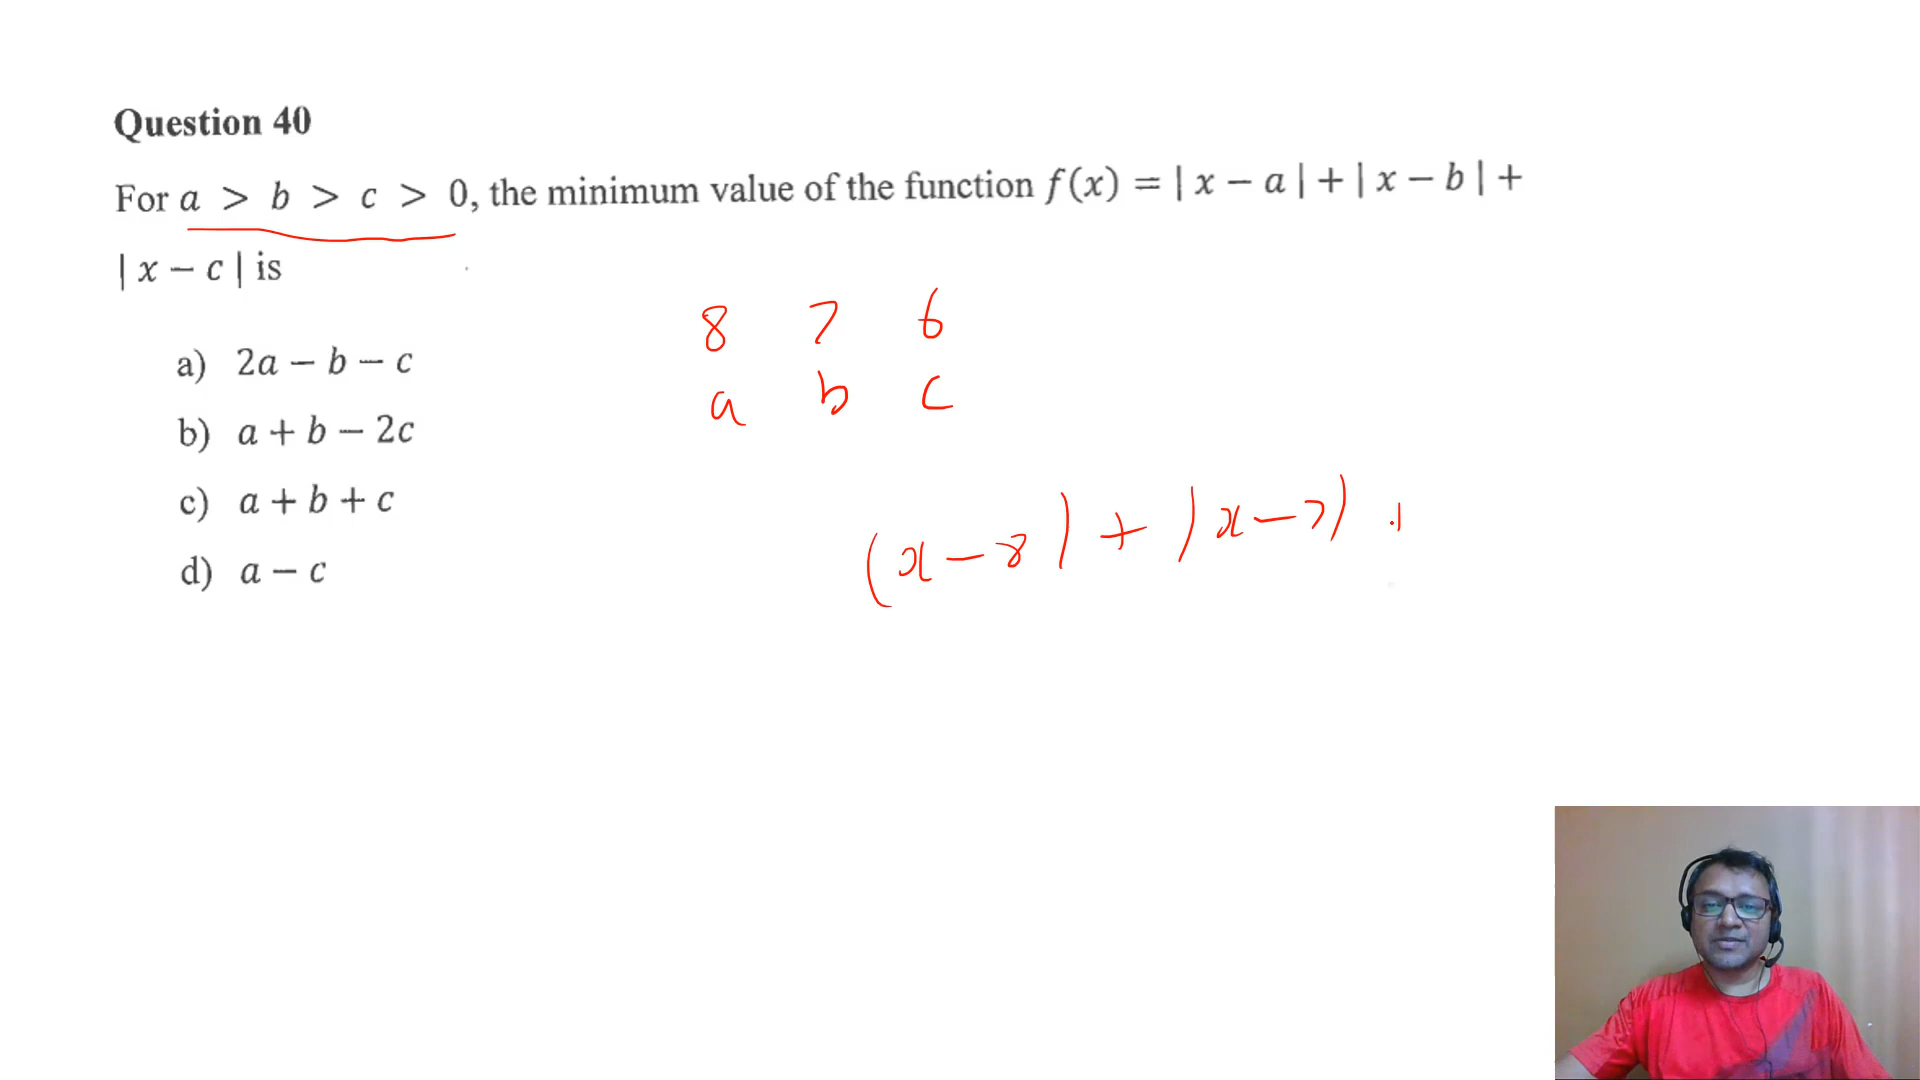 Question 40
For a > b > c > 0, the minimum value of the function f(x) = | x − a | + | x − b | +
| x − c | is
a) 2a − b − c
b) a + b − 2c
c) a + b + c
d) a − c
8 7 6
a b c
(x − 8| + |x − 7| +